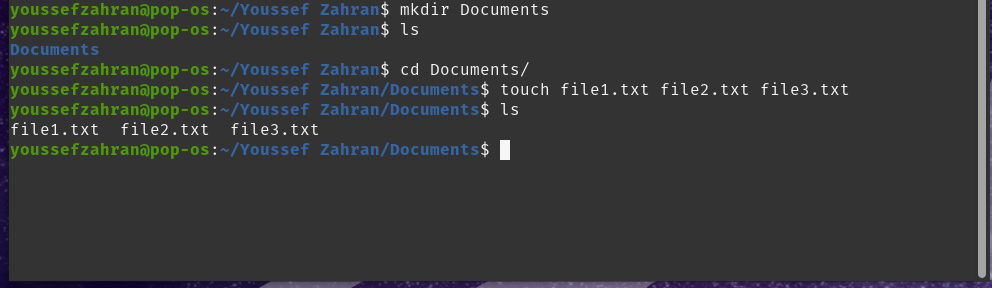 youssefzahran@pop-os:~/Youssef Zahran$ mkdir Documents
youssefzahran@pop-os:~/Youssef Zahran$ ls
Documents
youssefzahran@pop-os:~/Youssef Zahran$ cd Documents/
youssefzahran@pop-os:~/Youssef Zahran/Documents$ touch file1.txt file2.txt file3.txt
youssefzahran@pop-os:~/Youssef Zahran/Documents$ ls
file1.txt  file2.txt  file3.txt
youssefzahran@pop-os:~/Youssef Zahran/Documents$